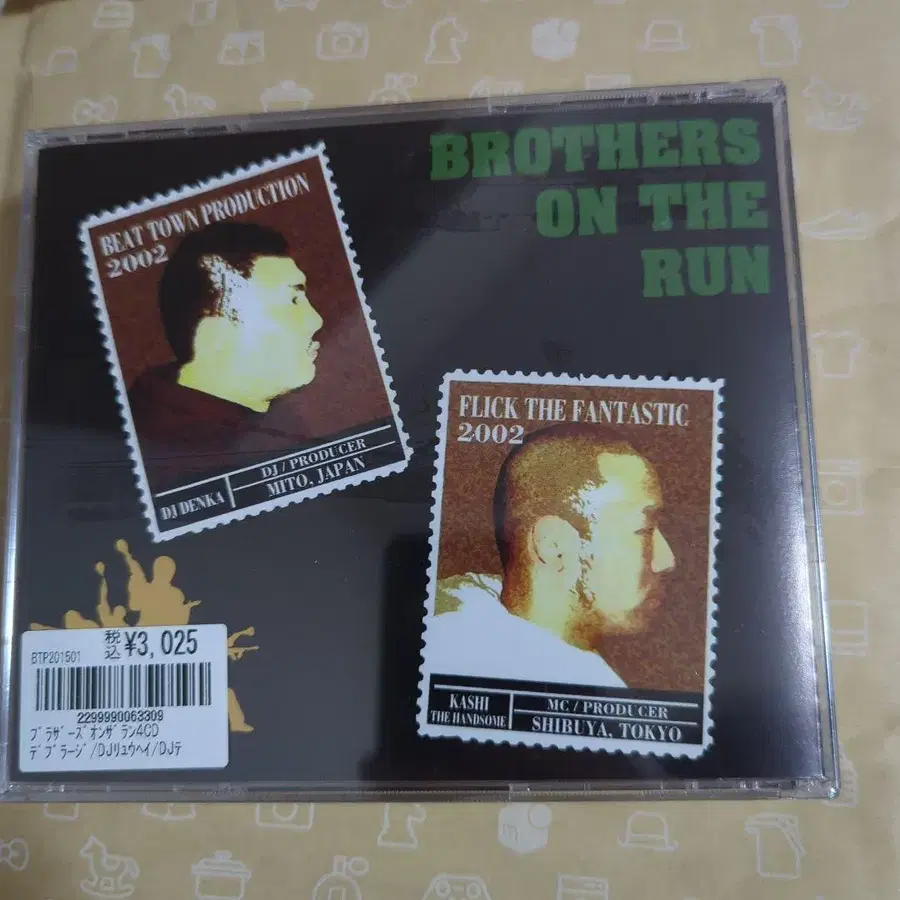 BROTHERS
ON THE
RUN
BEAT TOWN PRODUCTION
2002
DJ DENKA
DJ / PRODUCER
MITO, JAPAN
FLICK THE FANTASTIC
2002
KASHI
THE HANDSOME
MC / PRODUCER
SHIBUYA, TOKYO
BTP201501
税込 ¥3,025
2299990063309
ブラザーズオンザラン4CD
デブラージ/DJリュウヘイ/DJテ